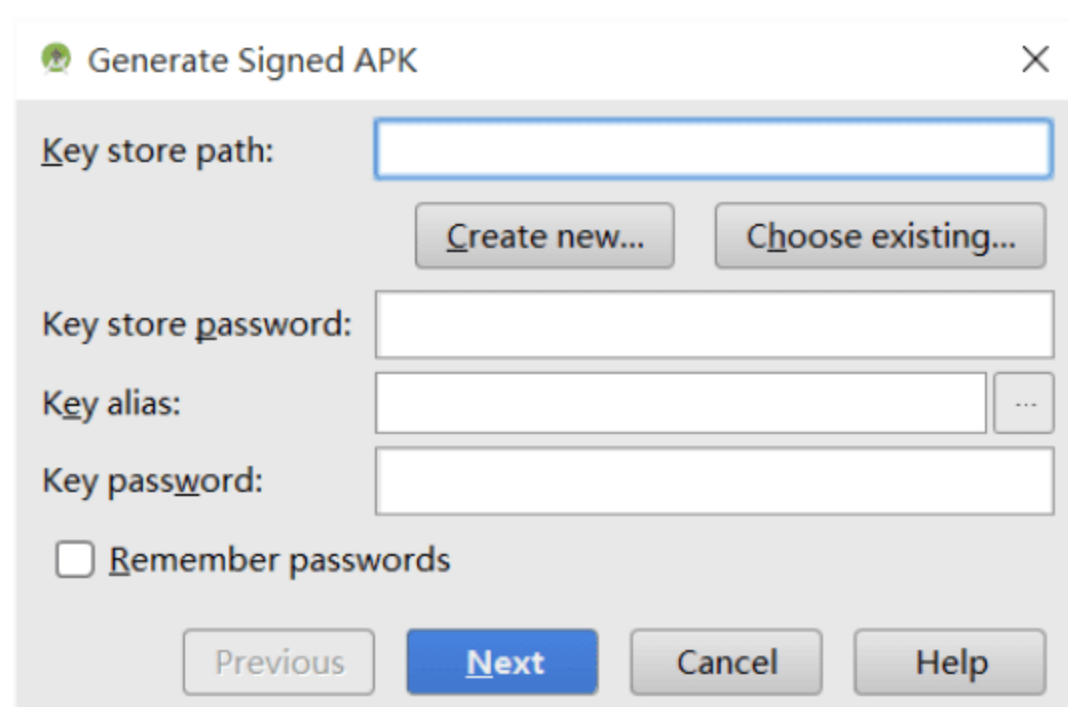 Generate Signed APK
Key store path:
Create new... Choose existing...
Key store password:
Key alias: ...
Key password:
Remember passwords
Previous Next Cancel Help